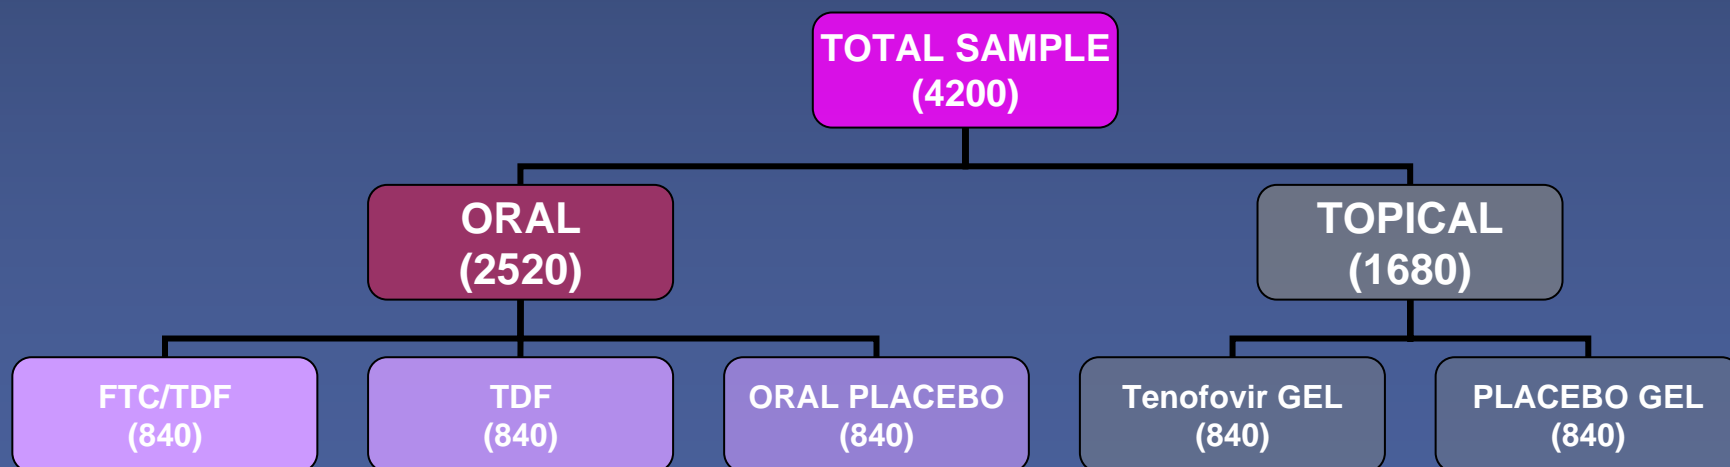 TOTAL SAMPLE
(4200)
ORAL
(2520)
TOPICAL
(1680)
FTC/TDF
(840)
TDF
(840)
ORAL PLACEBO
(840)
Tenofovir GEL
(840)
PLACEBO GEL
(840)